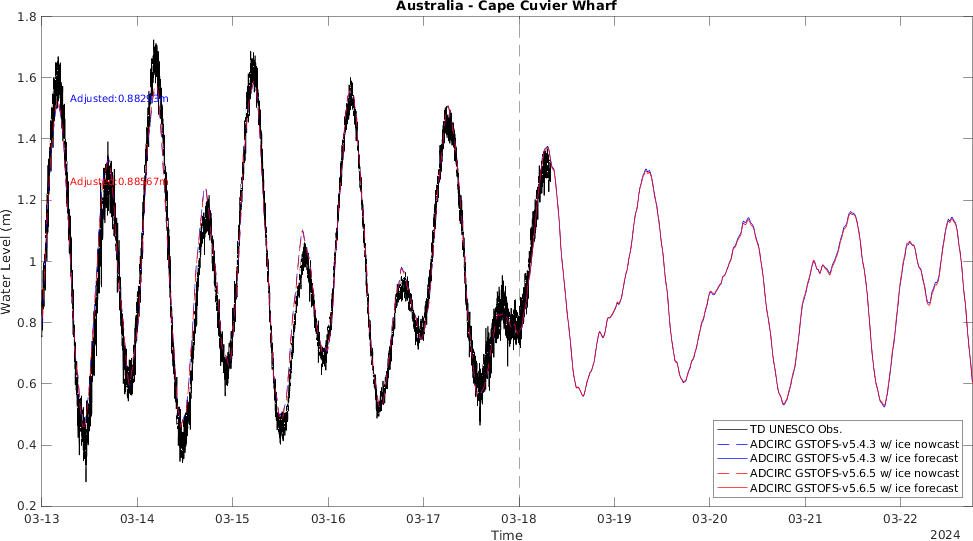 Australia - Cape Cuvier Wharf
1.8
1.6
1.4
1.2
1
0.8
0.6
0.4
0.2
Water Level (m)
Adjusted:0.88567m
TD UNESCO Obs.
ADCIRC GSTOFS-v5.4.3 w/ ice nowcast
ADCIRC GSTOFS-v5.4.3 w/ ice forecast
ADCIRC GSTOFS-v5.6.5 w/ ice nowcast
ADCIRC GSTOFS-v5.6.5 w/ ice forecast
03-13 03-14 03-15 03-16 03-17 03-18 03-19 03-20 03-21 03-22
Time
2024